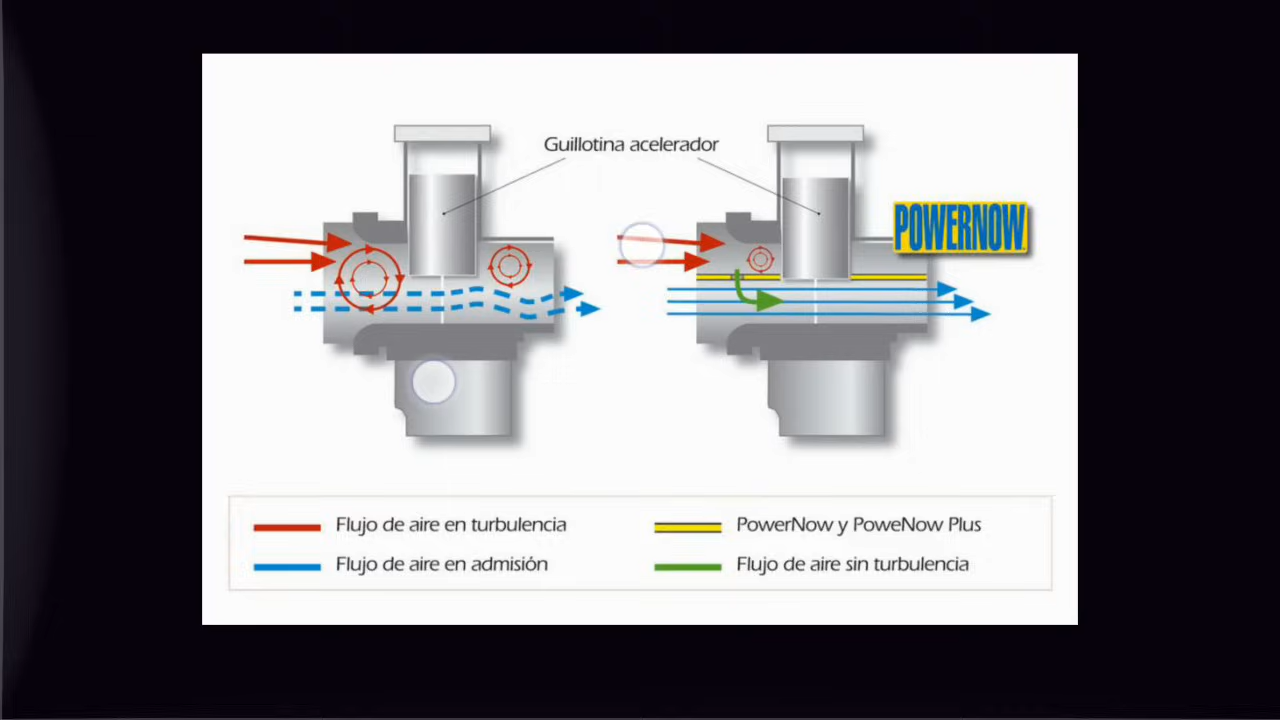 Guillotina acelerador
POWERNOW
Flujo de aire en turbulencia
PowerNow y PoweNow Plus
Flujo de aire en admisión
Flujo de aire sin turbulencia